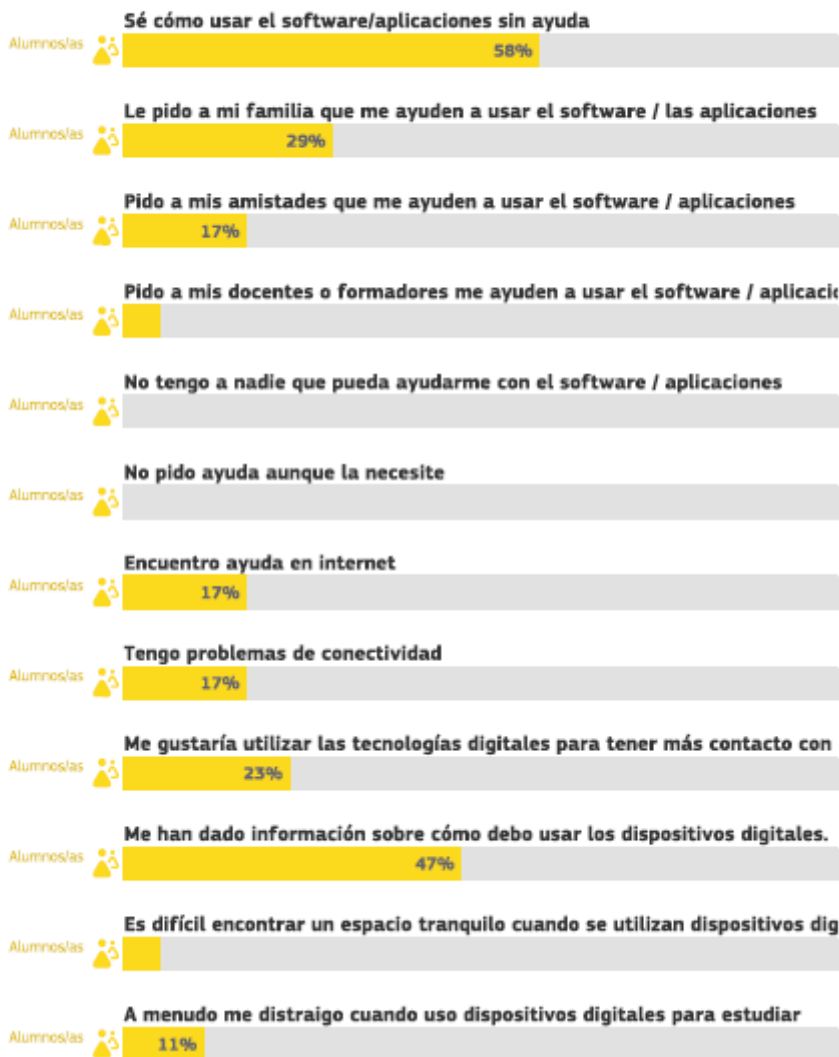 Sé cómo usar el software/aplicaciones sin ayuda
Alumnos/as
58%
Le pido a mi familia que me ayuden a usar el software / las aplicaciones
Alumnos/as
29%
Pido a mis amistades que me ayuden a usar el software / aplicaciones
Alumnos/as
17%
Pido a mis docentes o formadores me ayuden a usar el software / aplicacio
Alumnos/as
No tengo a nadie que pueda ayudarme con el software / aplicaciones
Alumnos/as
No pido ayuda aunque la necesite
Alumnos/as
Encuentro ayuda en internet
Alumnos/as
17%
Tengo problemas de conectividad
Alumnos/as
17%
Me gustaría utilizar las tecnologías digitales para tener más contacto con
Alumnos/as
23%
Me han dado información sobre cómo debo usar los dispositivos digitales.
Alumnos/as
47%
Es difícil encontrar un espacio tranquilo cuando se utilizan dispositivos dig
Alumnos/as
A menudo me distraigo cuando uso dispositivos digitales para estudiar
Alumnos/as
11%